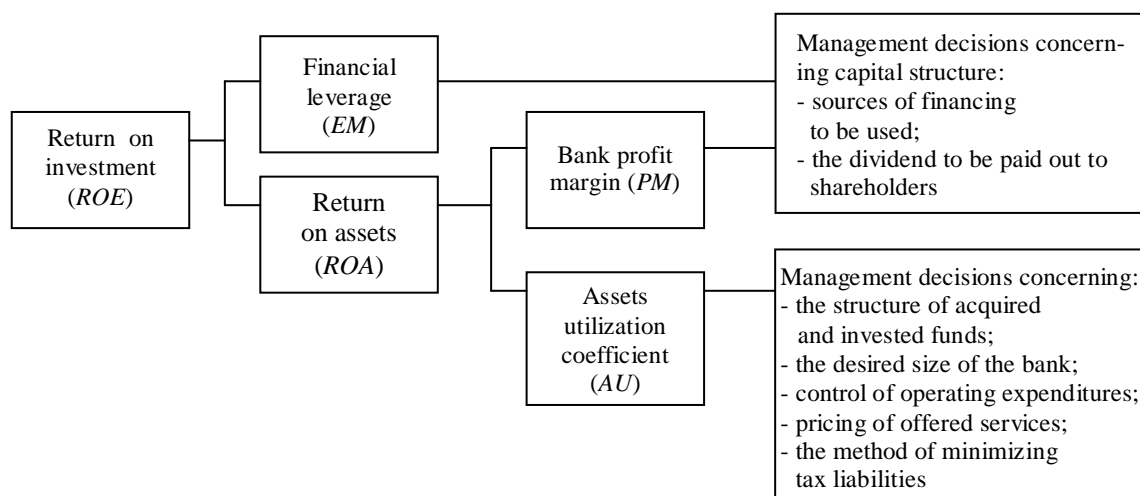 Return on
investment
(ROE)
Financial
leverage
(EM)
Return
on assets
(ROA)
Bank profit
margin (PM)
Assets
utilization
coefficient
(AU)
Management decisions concern-
ing capital structure:
- sources of financing
to be used;
- the dividend to be paid out to
shareholders
Management decisions concerning:
- the structure of acquired
and invested funds;
- the desired size of the bank;
- control of operating expenditures;
- pricing of offered services;
- the method of minimizing
tax liabilities